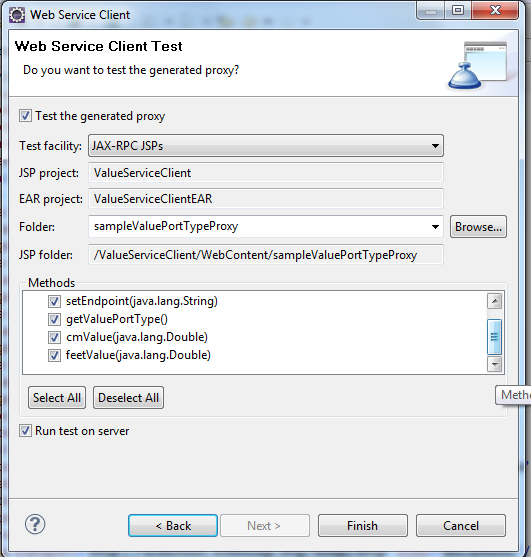 Web Service Client
Web Service Client Test
Do you want to test the generated proxy?
Test the generated proxy
Test facility: JAX-RPC JSPs
JSP project: ValueServiceClient
EAR project: ValueServiceClientEAR
Folder: sampleValuePortTypeProxy Browse...
JSP folder: /ValueServiceClient/WebContent/sampleValuePortTypeProxy
Methods
setEndpoint(java.lang.String)
getValuePortType()
cmValue(java.lang.Double)
feetValue(java.lang.Double)
Metho
Select All Deselect All
Run test on server
? < Back Next > Finish Cancel